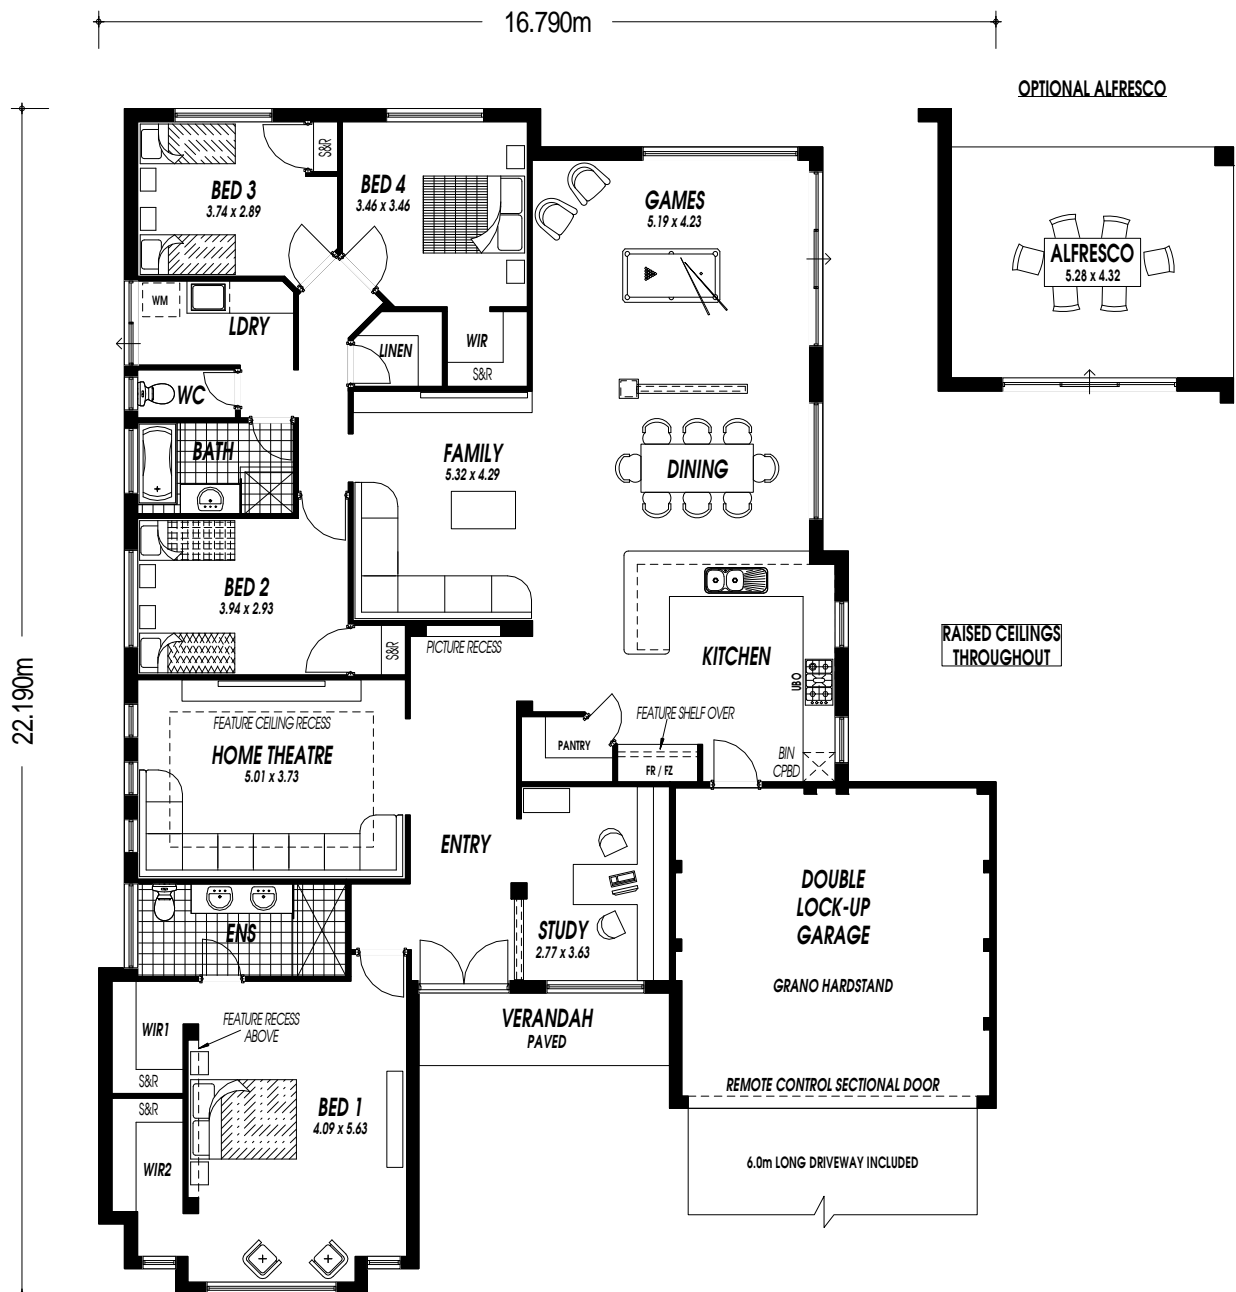 16.790m
OPTIONAL ALFRESCO
22.190m
BED 3
3.74 x 2.89
S&R
BED 4
3.46 x 3.46
GAMES
5.19 x 4.23
ALFRESCO
5.28 x 4.32
WM
LDRY
LINEN
WIR
S&R
WC
BATH
FAMILY
5.32 x 4.29
DINING
BED 2
3.94 x 2.93
S&R
PICTURE RECESS
KITCHEN
UBO
RAISED CEILINGS
THROUGHOUT
FEATURE CEILING RECESS
HOME THEATRE
5.01 x 3.73
FEATURE SHELF OVER
PANTRY
FR / FZ
BIN
CPBD
ENTRY
DOUBLE
LOCK-UP
GARAGE
GRANO HARDSTAND
ENS
STUDY
2.77 x 3.63
VERANDAH
PAVED
FEATURE RECESS
ABOVE
WIR1
S&R
S&R
WIR2
BED 1
4.09 x 5.63
REMOTE CONTROL SECTIONAL DOOR
6.0m LONG DRIVEWAY INCLUDED